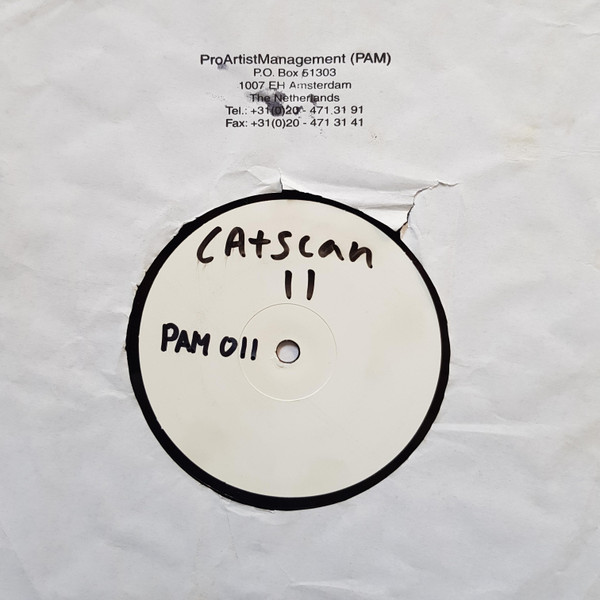 ProArtistManagement (PAM)
P.O. Box 51303
1007 EH Amsterdam
The Netherlands
Tel.: +31(0)20 - 471 31 91
Fax: +31(0)20 - 471 31 41
CAtScan
II
PAM 011